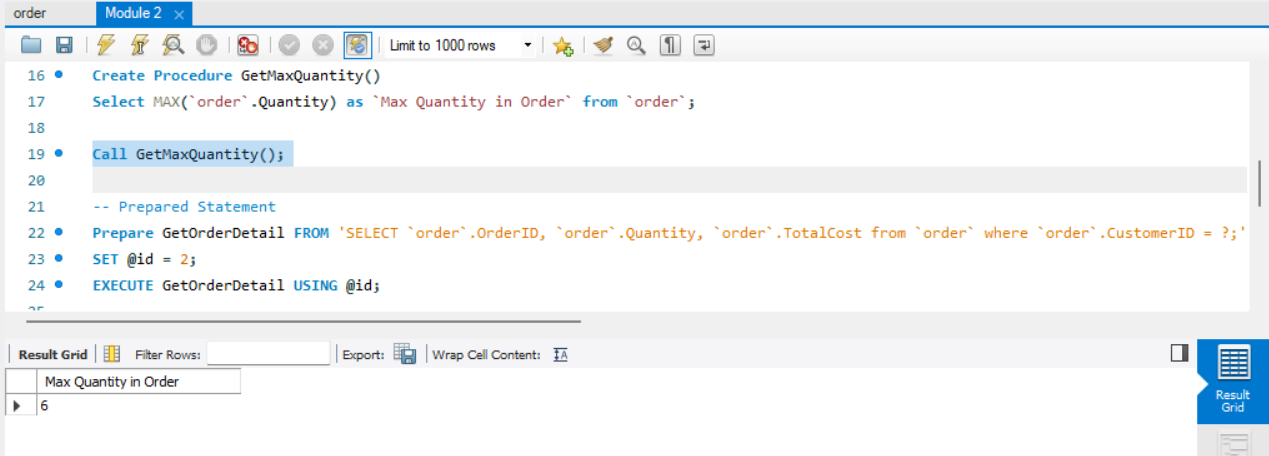 order Module 2
Limit to 1000 rows
16 Create Procedure GetMaxQuantity()
17 Select MAX(`order`.Quantity) as `Max Quantity in Order` from `order`;
18
19 Call GetMaxQuantity();
20
21 -- Prepared Statement
22 Prepare GetOrderDetail FROM 'SELECT `order`.OrderID, `order`.Quantity, `order`.TotalCost from `order` where `order`.CustomerID = ?;'
23 SET @id = 2;
24 EXECUTE GetOrderDetail USING @id;
25
Result Grid Filter Rows: Export: Wrap Cell Content: IA
Max Quantity in Order
6
Result
Grid